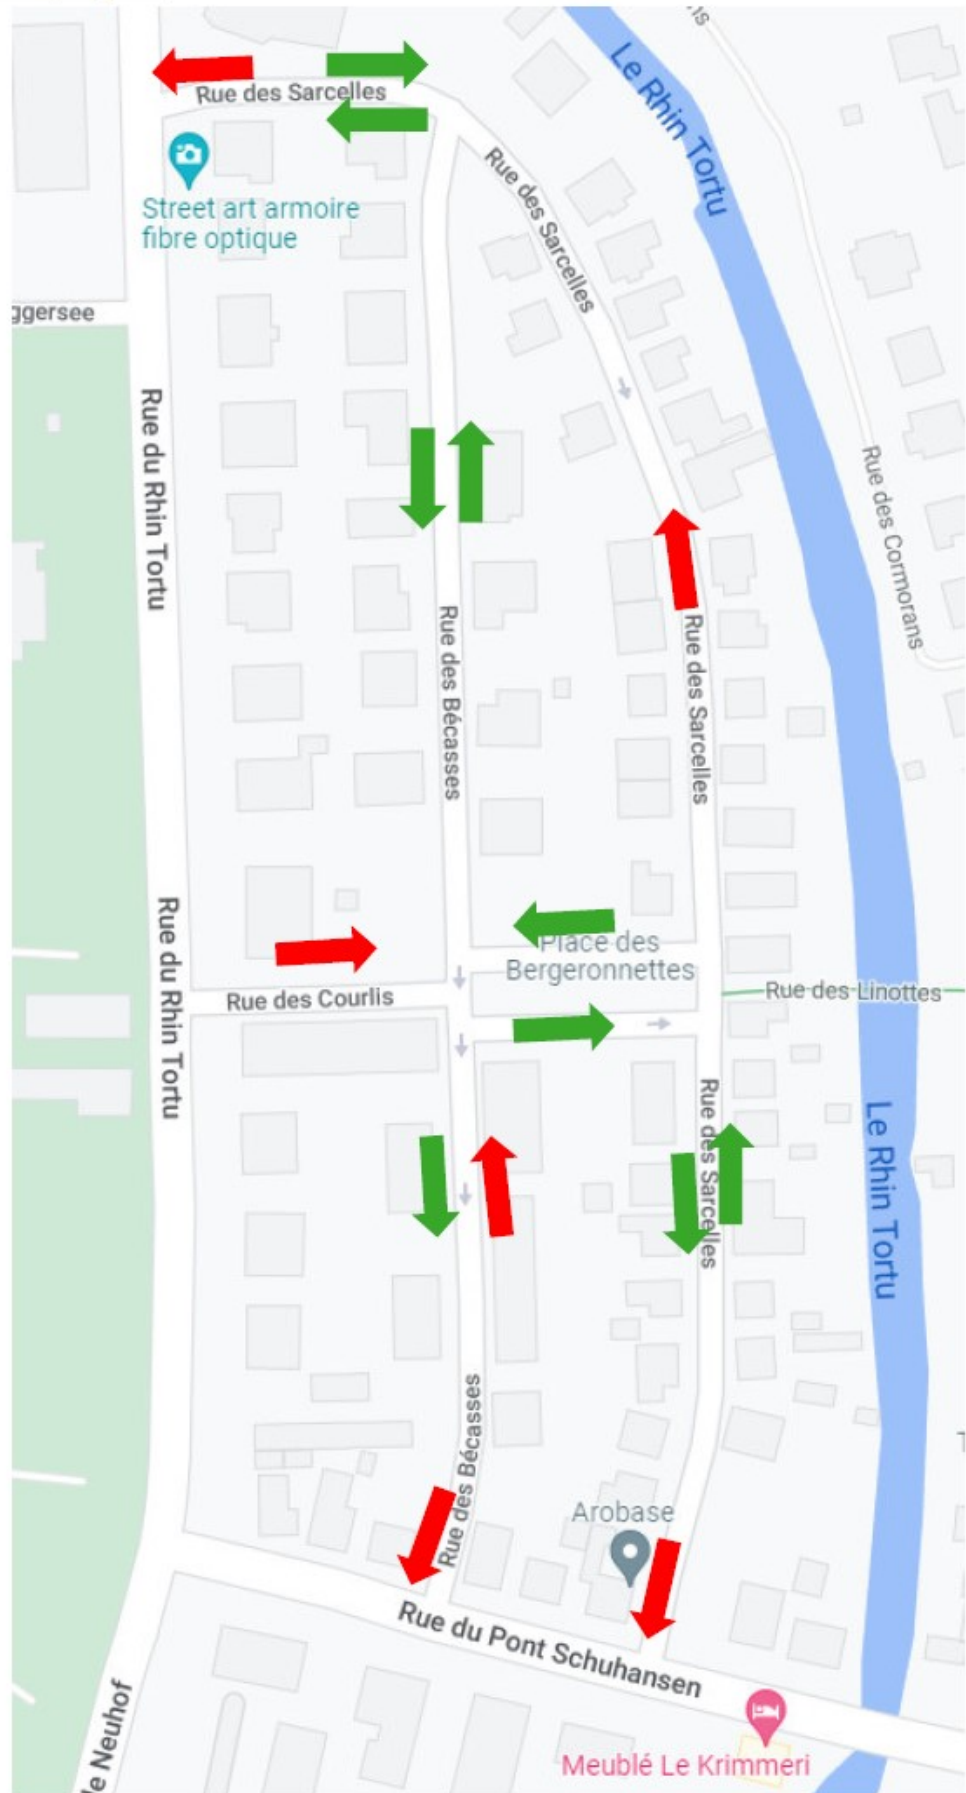 Rue des Sarcelles
Le Rhin Tortu
Street art armoire
fibre optique
Rue des Sarcelles
ggersee
Rue du Rhin Tortu
Rue des Cormorans
Rue des Bécasses
Rue des Sarcelles
Rue du Rhin Tortu
Place des
Bergeronnettes
Rue des Courlis
Rue des Linottes
Rue des Sarcelles
Le Rhin Tortu
Rue des Bécasses
Arobase
Rue du Pont Schuhansen
le Neuhof
Meublé Le Krimmeri